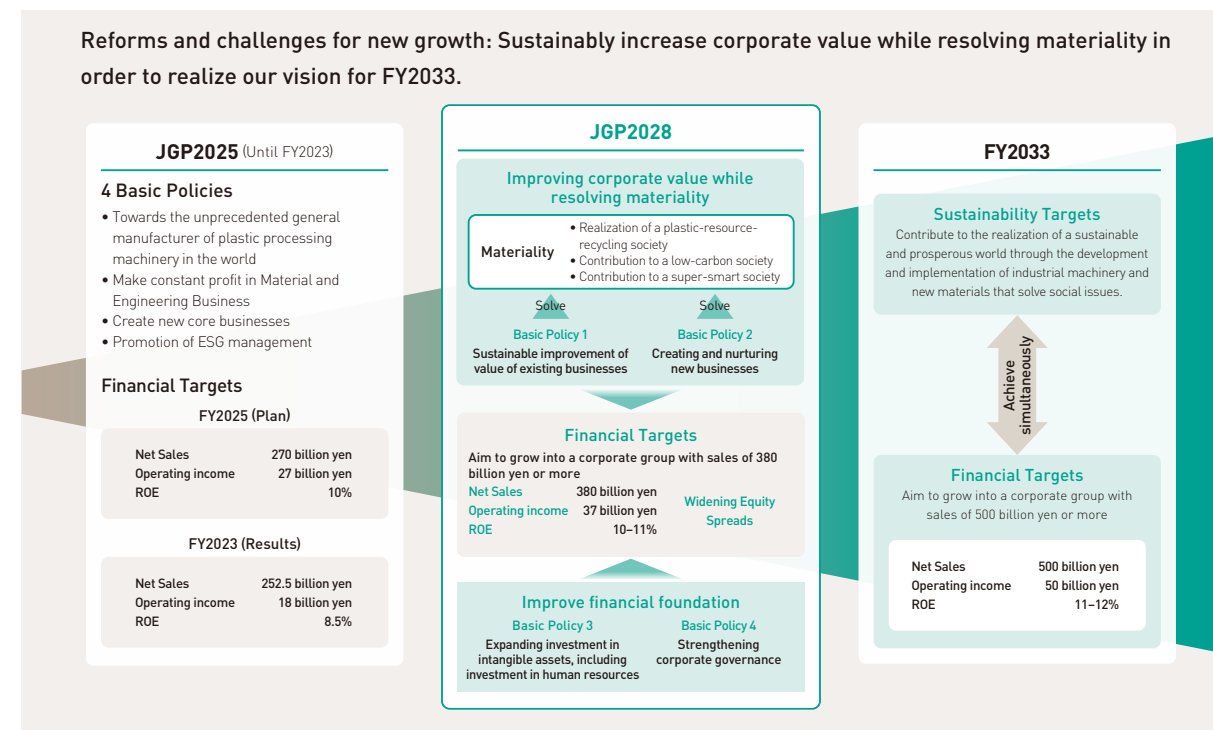 Reforms and challenges for new growth: Sustainably increase corporate value while resolving materiality in
order to realize our vision for FY2033.
JGP2025 (Until FY2023)
4 Basic Policies
• Towards the unprecedented general
manufacturer of plastic processing
machinery in the world
• Make constant profit in Material and
Engineering Business
• Create new core businesses
• Promotion of ESG management
Financial Targets
FY2025 (Plan)
Net Sales 270 billion yen
Operating income 27 billion yen
ROE 10%
FY2023 (Results)
Net Sales 252.5 billion yen
Operating income 18 billion yen
ROE 8.5%
JGP2028
Improving corporate value while
resolving materiality
Materiality
• Realization of a plastic-resource-
recycling society
• Contribution to a low-carbon society
• Contribution to a super-smart society
Solve
Solve
Basic Policy 1
Sustainable improvement of
value of existing businesses
Basic Policy 2
Creating and nurturing
new businesses
Financial Targets
Aim to grow into a corporate group with sales of 380
billion yen or more
Net Sales 380 billion yen
Operating income 37 billion yen
ROE 10–11%
Widening Equity
Spreads
Improve financial foundation
Basic Policy 3
Expanding investment in
intangible assets, including
investment in human resources
Basic Policy 4
Strengthening
corporate governance
FY2033
Sustainability Targets
Contribute to the realization of a sustainable
and prosperous world through the development
and implementation of industrial machinery and
new materials that solve social issues.
Achieve
simultaneously
Financial Targets
Aim to grow into a corporate group with
sales of 500 billion yen or more
Net Sales 500 billion yen
Operating income 50 billion yen
ROE 11–12%